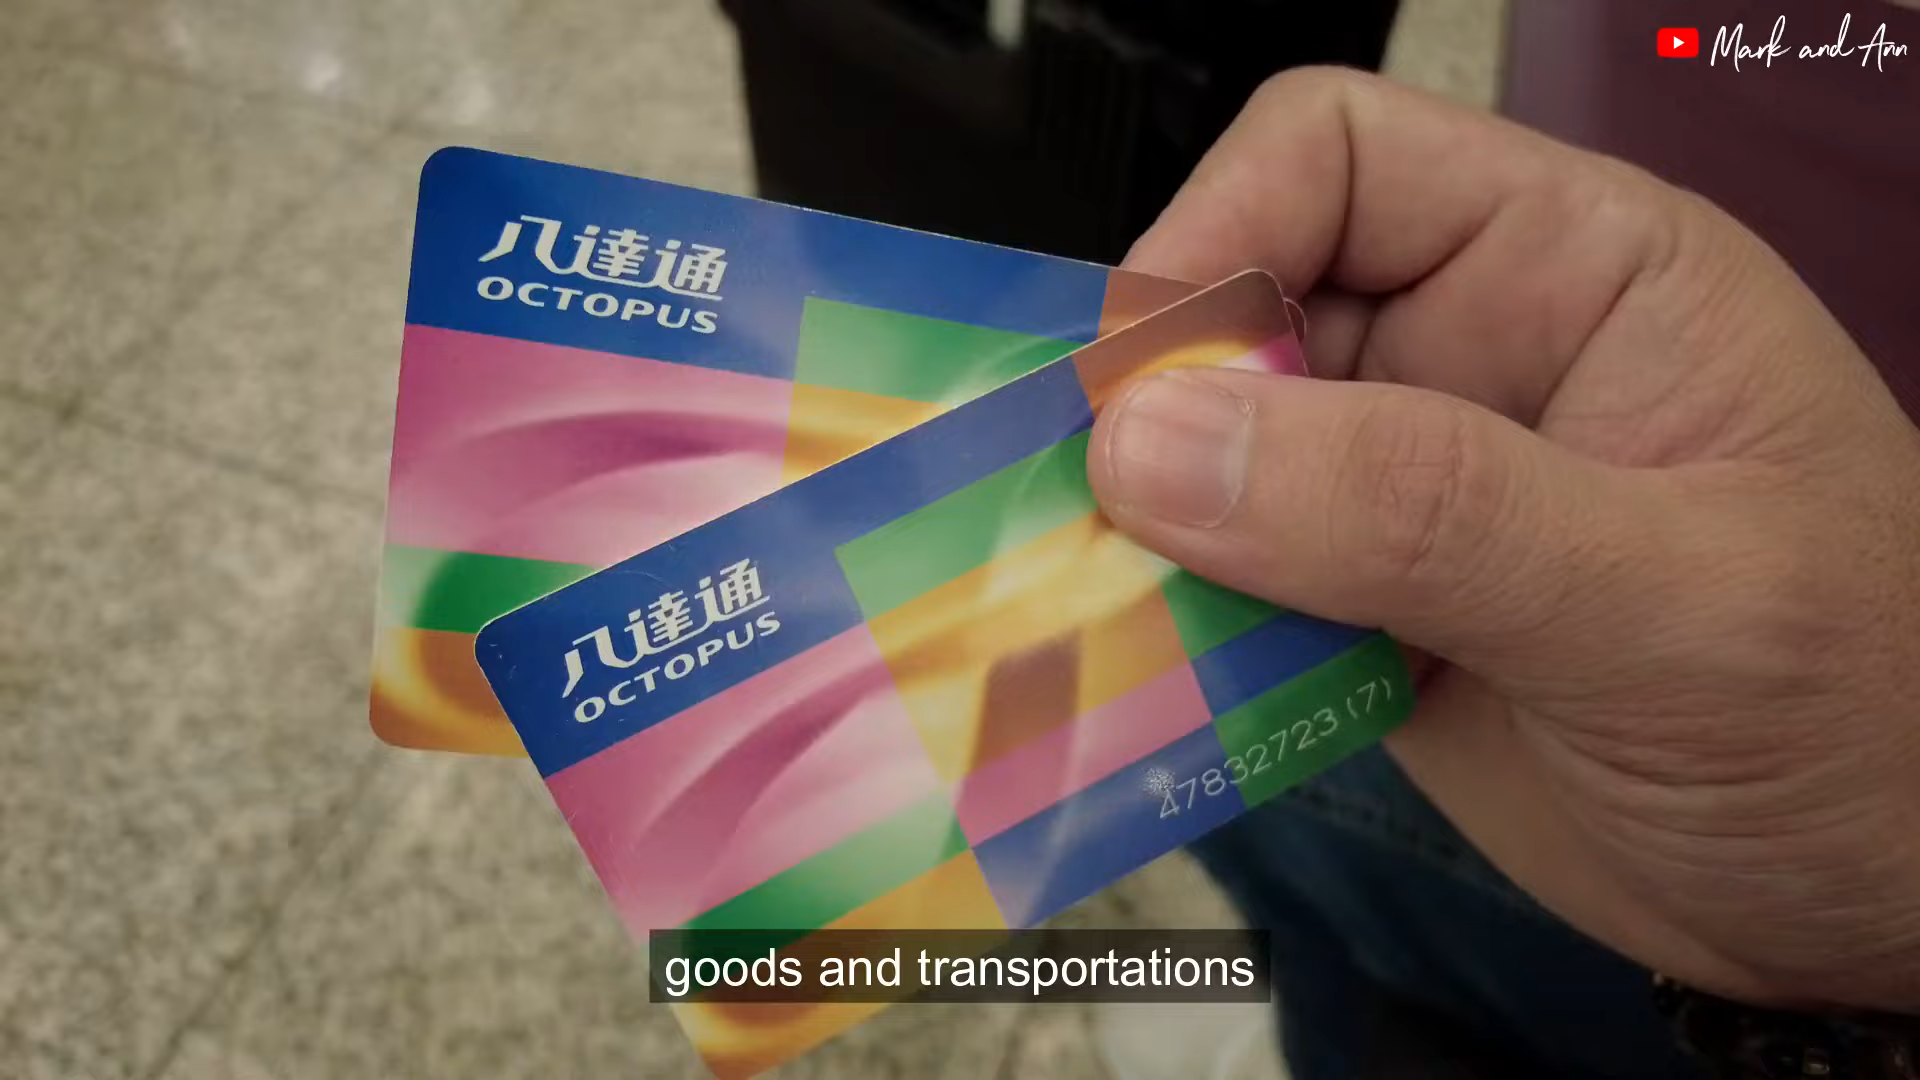 Mark and Ann
八達通
OCTOPUS
八達通
OCTOPUS
47832723(7)
goods and transportations